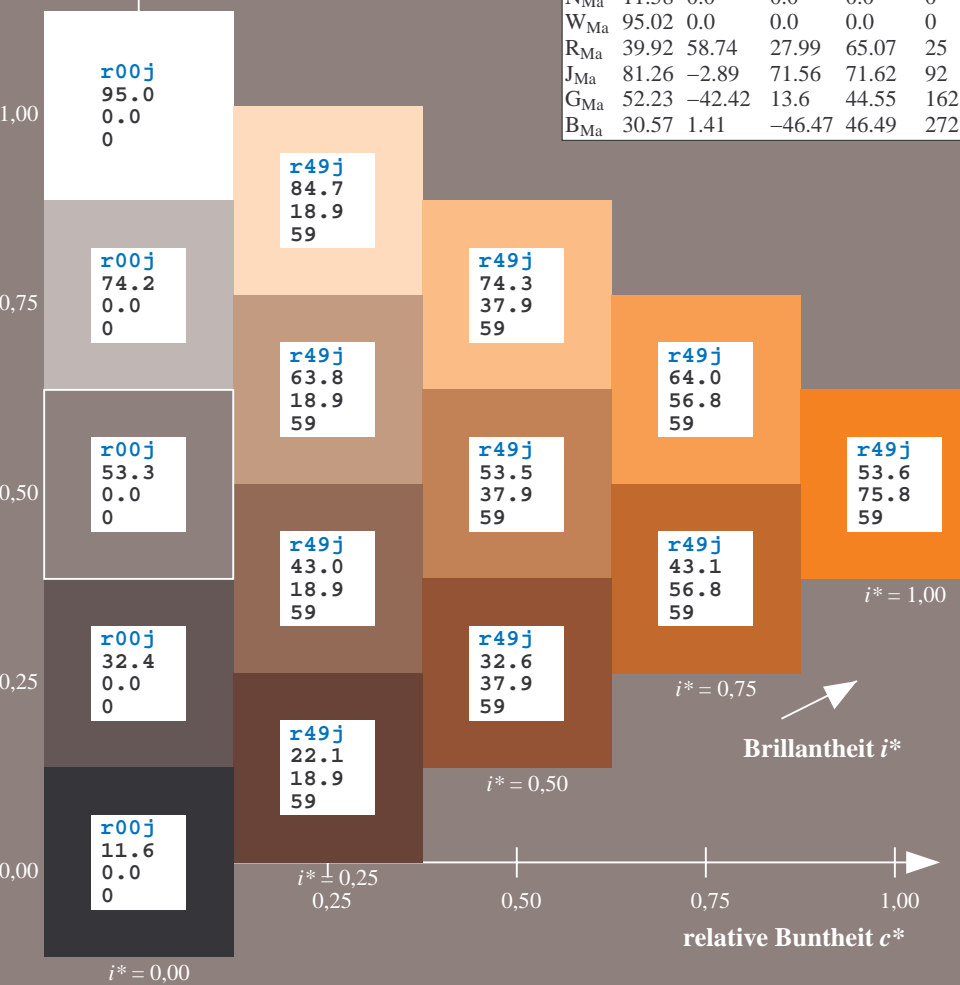 W_Ma 95.02 0.0 0.0 0.0 0
R_Ma 39.92 58.74 27.99 65.07 25
J_Ma 81.26 –2.89 71.56 71.62 92
G_Ma 52.23 –42.42 13.6 44.55 162
B_Ma 30.57 1.41 –46.47 46.49 272
1,00
r00j
95.0
0.0
0
r49j
84.7
18.9
59
0,75
r00j
74.2
0.0
0
r49j
74.3
37.9
59
r49j
63.8
18.9
59
r49j
64.0
56.8
59
0,50
r00j
53.3
0.0
0
r49j
53.5
37.9
59
r49j
53.6
75.8
59
i* = 1,00
r49j
43.0
18.9
59
r49j
43.1
56.8
59
i* = 0,75
0,25
r00j
32.4
0.0
0
r49j
32.6
37.9
59
i* = 0,50
Brillantheit i*
r49j
22.1
18.9
59
i* = 0,25
0,00
r00j
11.6
0.0
0
i* = 0,00
0,25 0,50 0,75 1,00
relative Buntheit c*